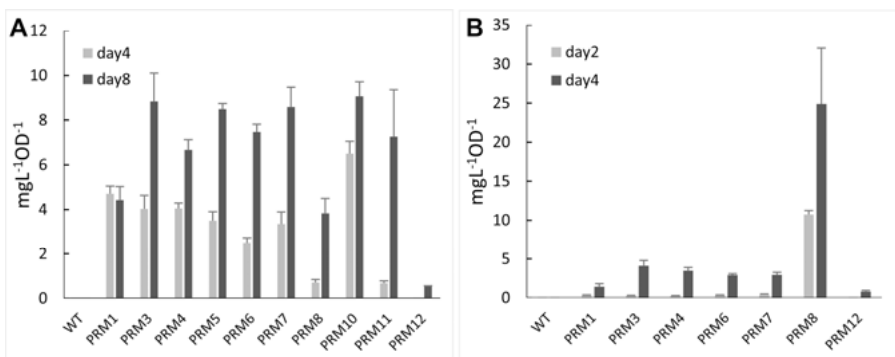 A
12
10
8
6
4
2
0
mgL⁻¹OD⁻¹
day4
day8
WT
PRM1
PRM3
PRM4
PRM5
PRM6
PRM7
PRM8
PRM10
PRM11
PRM12
B
35
30
25
20
15
10
5
0
mgL⁻¹OD⁻¹
day2
day4
WT
PRM1
PRM3
PRM4
PRM6
PRM7
PRM8
PRM12